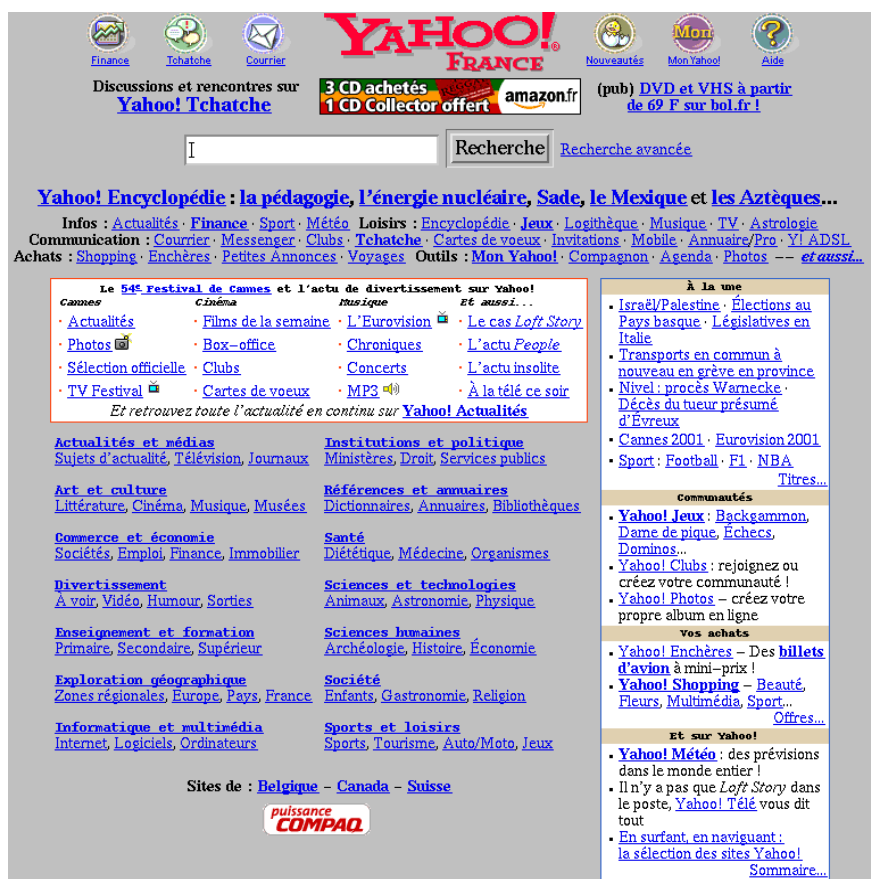 YAHOO!®
FRANCE
Finance Tchatche Courrier Nouveautés Mon Mon Yahoo! Aide
Discussions et rencontres sur
Yahoo! Tchatche
3 CD achetés REGGAE
1 CD Collector offert amazon.fr
(pub) DVD et VHS à partir
de 69 F sur bol.fr !
Recherche Recherche avancée
Yahoo! Encyclopédie : la pédagogie, l'énergie nucléaire, Sade, le Mexique et les Aztèques...
Infos : Actualités · Finance · Sport · Météo Loisirs : Encyclopédie · Jeux · Logithèque · Musique · TV · Astrologie
Communication : Courrier · Messenger · Clubs · Tchatche · Cartes de voeux · Invitations · Mobile · Annuaire/Pro · Y! ADSL
Achats : Shopping · Enchères · Petites Annonces · Voyages Outils : Mon Yahoo! · Compagnon · Agenda · Photos -- et aussi...
Le 54e Festival de Cannes et l'actu de divertissement sur Yahoo!
Cannes Cinéma Musique Et aussi...
· Actualités · Films de la semaine · L'Eurovision · Le cas Loft Story
· Photos · Box-office · Chroniques · L'actu People
· Sélection officielle · Clubs · Concerts · L'actu insolite
· TV Festival · Cartes de voeux · MP3 · À la télé ce soir
Et retrouvez toute l'actualité en continu sur Yahoo! Actualités
Actualités et médias
Sujets d'actualité, Télévision, Journaux
Institutions et politique
Ministères, Droit, Services publics
Art et culture
Littérature, Cinéma, Musique, Musées
Références et annuaires
Dictionnaires, Annuaires, Bibliothèques
Commerce et économie
Sociétés, Emploi, Finance, Immobilier
Santé
Diététique, Médecine, Organismes
Divertissement
À voir, Vidéo, Humour, Sorties
Sciences et technologies
Animaux, Astronomie, Physique
Enseignement et formation
Primaire, Secondaire, Supérieur
Sciences humaines
Archéologie, Histoire, Économie
Exploration géographique
Zones régionales, Europe, Pays, France
Société
Enfants, Gastronomie, Religion
Informatique et multimédia
Internet, Logiciels, Ordinateurs
Sports et loisirs
Sports, Tourisme, Auto/Moto, Jeux
Sites de : Belgique - Canada - Suisse
puissance
COMPAQ
À la une
Israël/Palestine · Élections au
Pays basque · Législatives en
Italie
Transports en commun à
nouveau en grève en province
Nivel : procès Warnecke ·
Décès du tueur présumé
d'Évreux
Cannes 2001 · Eurovision 2001
Sport : Football · F1 · NBA
Titres...
Communautés
Yahoo! Jeux : Backgammon,
Dame de pique, Échecs,
Dominos...
Yahoo! Clubs : rejoignez ou
créez votre communauté !
Yahoo! Photos – créez votre
propre album en ligne
Vos achats
Yahoo! Enchères – Des billets
d'avion à mini-prix !
Yahoo! Shopping – Beauté,
Fleurs, Multimédia, Sport...
Offres...
Et sur Yahoo!
Yahoo! Météo : des prévisions
dans le monde entier !
Il n'y a pas que Loft Story dans
le poste, Yahoo! Télé vous dit
tout
En surfant, en naviguant :
la sélection des sites Yahoo!
Sommaire...